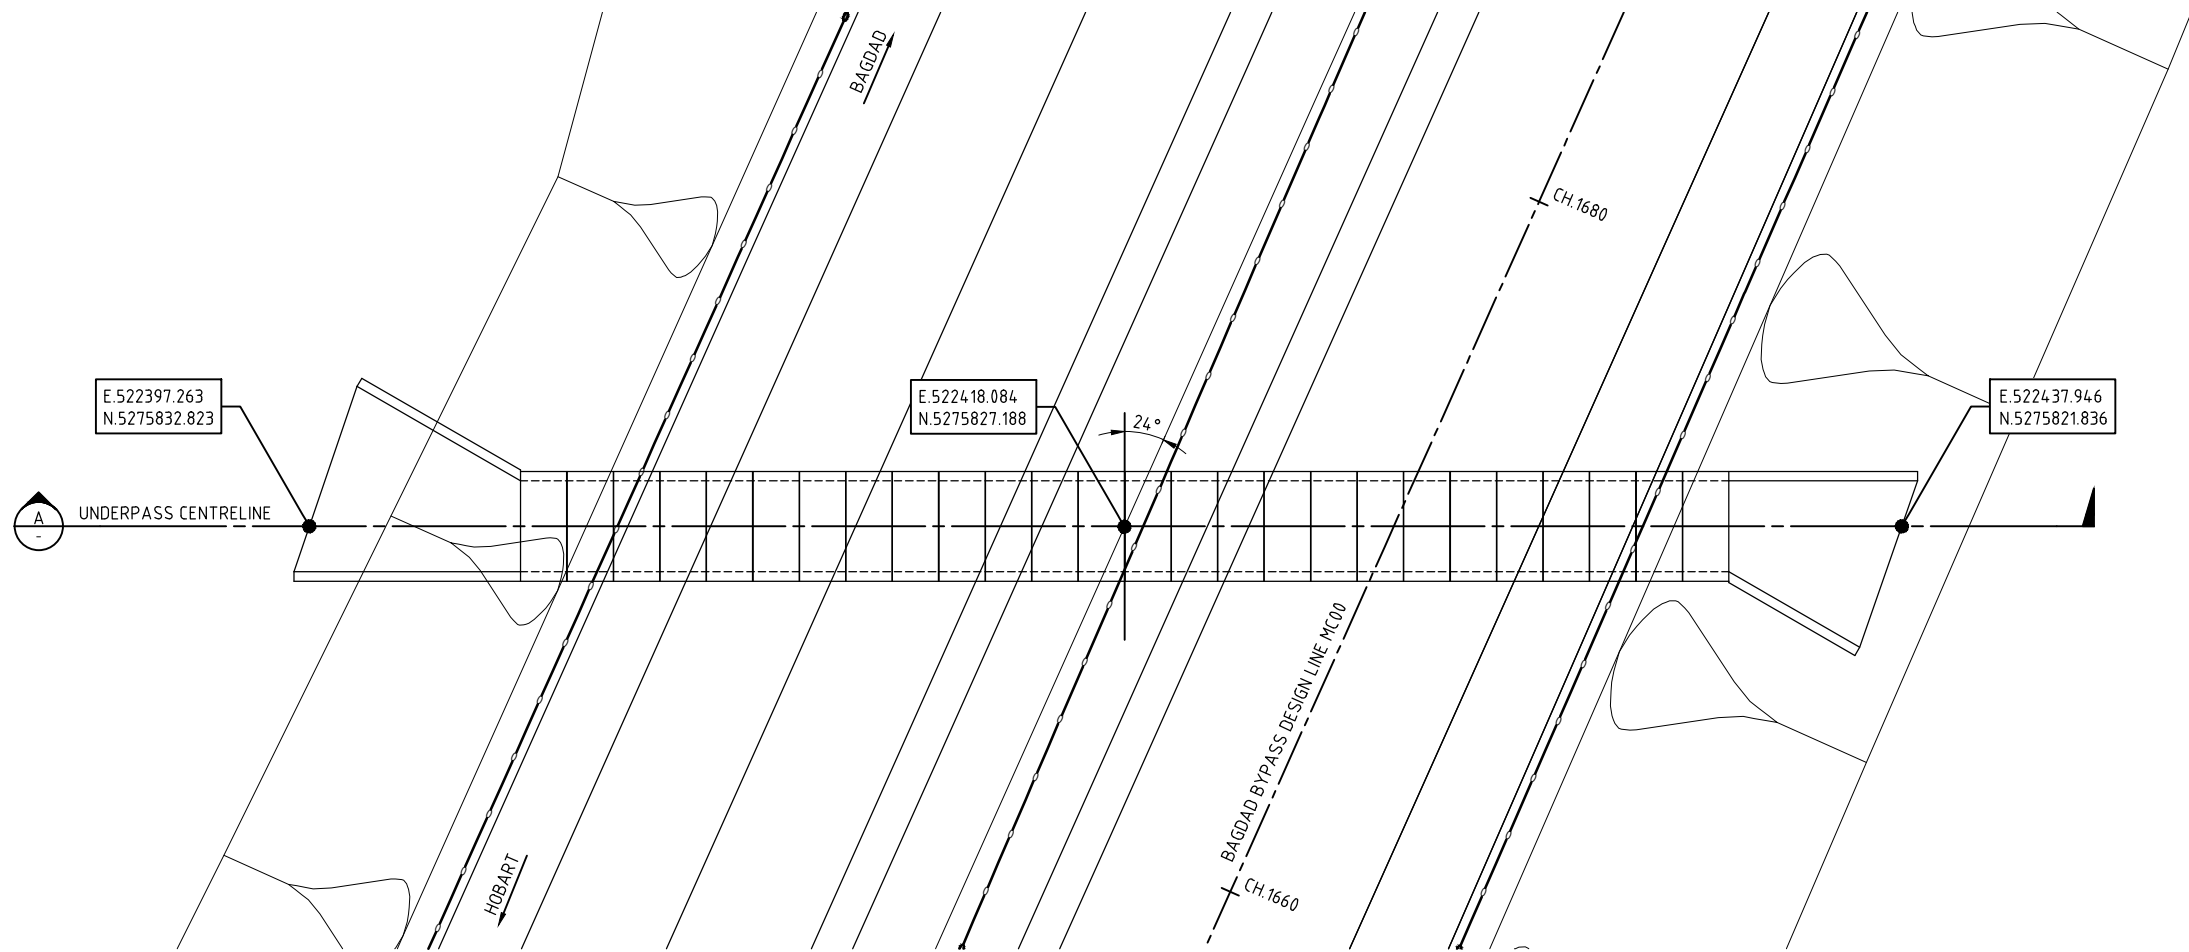 BAGDAD
CH.1680
E.522397.263
N.5275832.823
E.522418.084
N.5275827.188
E.522437.946
N.5275821.836
24°
A
-
UNDERPASS CENTRELINE
BAGDAD BYPASS DESIGN LINE MC00
HOBART
CH.1660